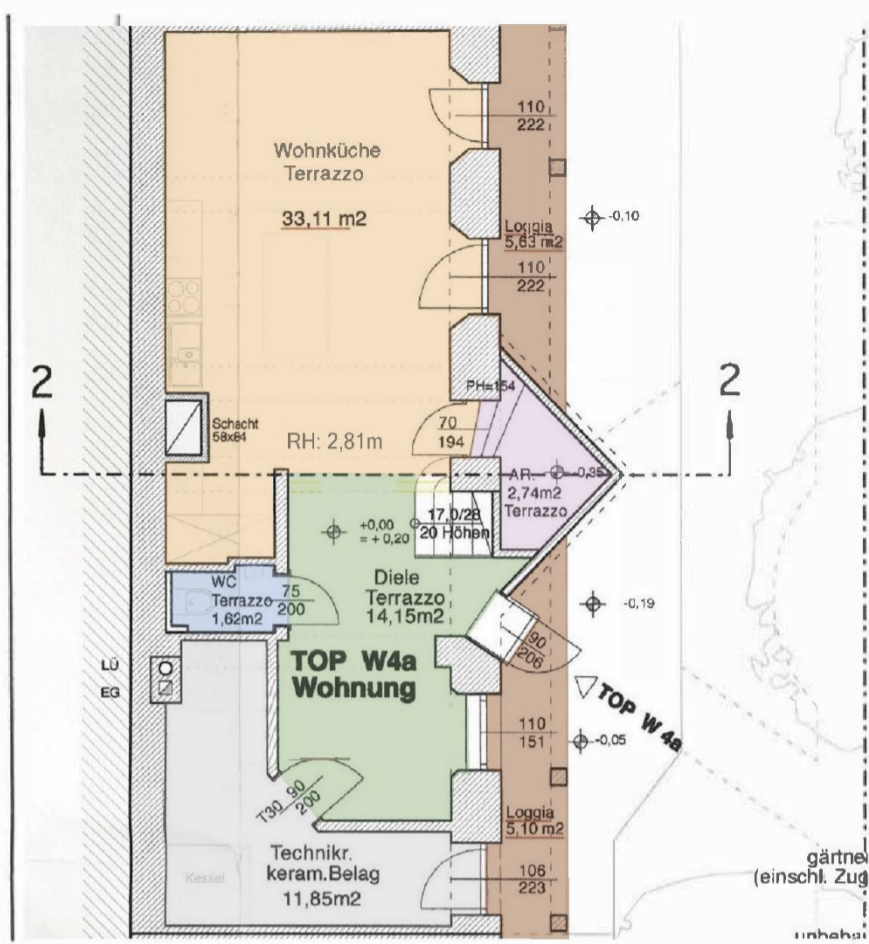 110
222
Wohnküche
Terrazzo
33,11 m2
-0,10
Loggia
5,63 m2
110
222
2
2
PH=154
Schacht
58x64
70
194
RH: 2,81m
AR.
-0,35
2,74m2
Terrazzo
17,0/28
20 Höhen
+0,00
= + 0,20
WC
Terrazzo
1,62m2
75
200
Diele
Terrazzo
14,15m2
-0,19
90
206
LÜ
EG
TOP W4a
Wohnung
TOP W 4a
110
151
-0,05
T30
90
200
Loggia
5,10 m2
Technikr.
keram.Belag
11,85m2
Kessel
106
223
gärtne
(einschl. Zug
unbebau